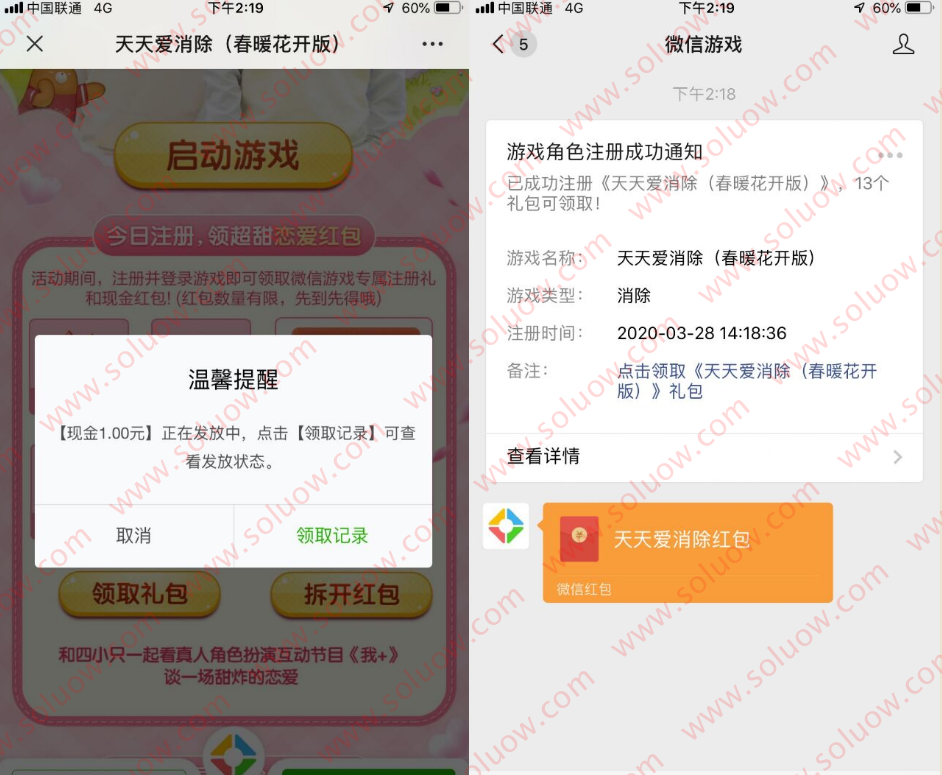 中国联通 4G 下午2:19 60%
天天爱消除（春暖花开版）
启动游戏
今日注册,领超甜恋爱红包
活动期间，注册并登录游戏即可领取微信游戏专属注册礼
和现金红包! (红包数量有限，先到先得哦)
温馨提醒
【现金1.00元】正在发放中，点击【领取记录】可查
看发放状态。
取消 领取记录
领取礼包 拆开红包
和四小只一起看真人角色扮演互动节目《我+》
谈一场甜炸的恋爱
中国联通 4G 下午2:19 60%
5 微信游戏
下午2:18
游戏角色注册成功通知
已成功注册《天天爱消除（春暖花开版）》，13个
礼包可领取！
游戏名称： 天天爱消除（春暖花开版）
游戏类型： 消除
注册时间： 2020-03-28 14:18:36
备注： 点击领取《天天爱消除（春暖花开
版）》礼包
查看详情
天天爱消除红包
微信红包
www.soluow.com